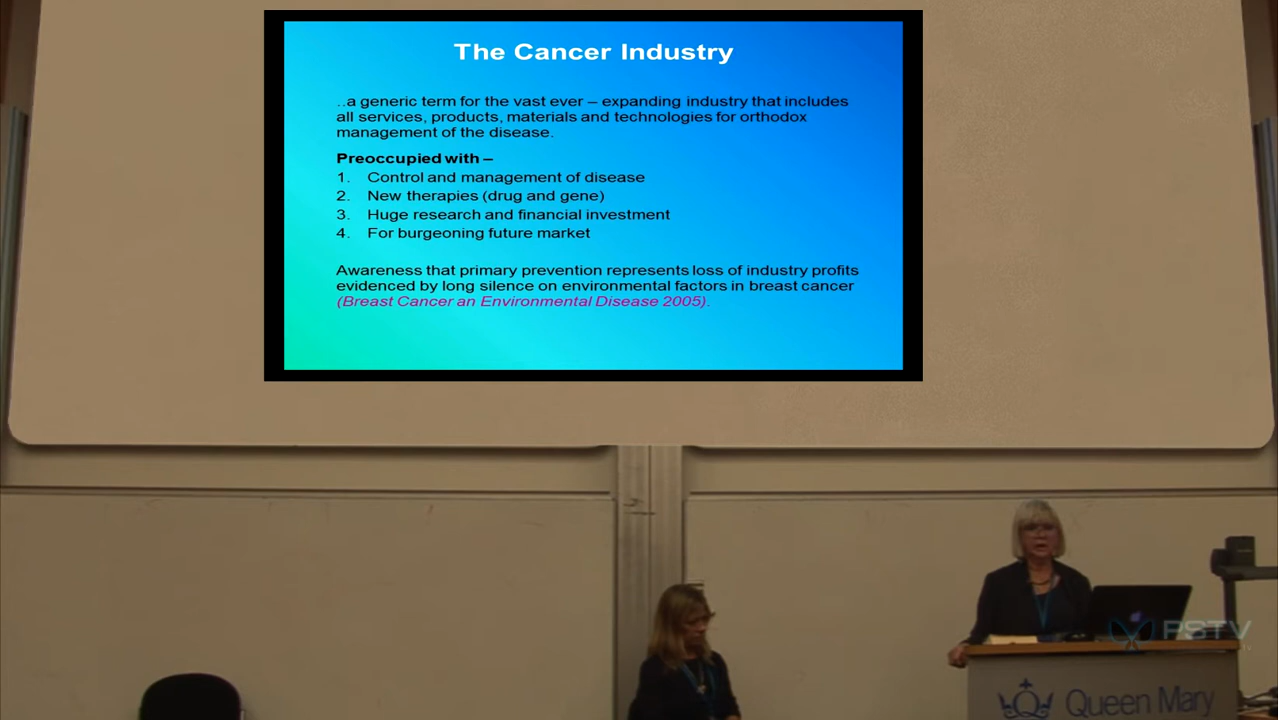 The Cancer Industry
..a generic term for the vast ever – expanding industry that includes
all services, products, materials and technologies for orthodox
management of the disease.
Preoccupied with –
1. Control and management of disease
2. New therapies (drug and gene)
3. Huge research and financial investment
4. For burgeoning future market
Awareness that primary prevention represents loss of industry profits
evidenced by long silence on environmental factors in breast cancer
(Breast Cancer an Environmental Disease 2005).
PSTV
Queen Mary